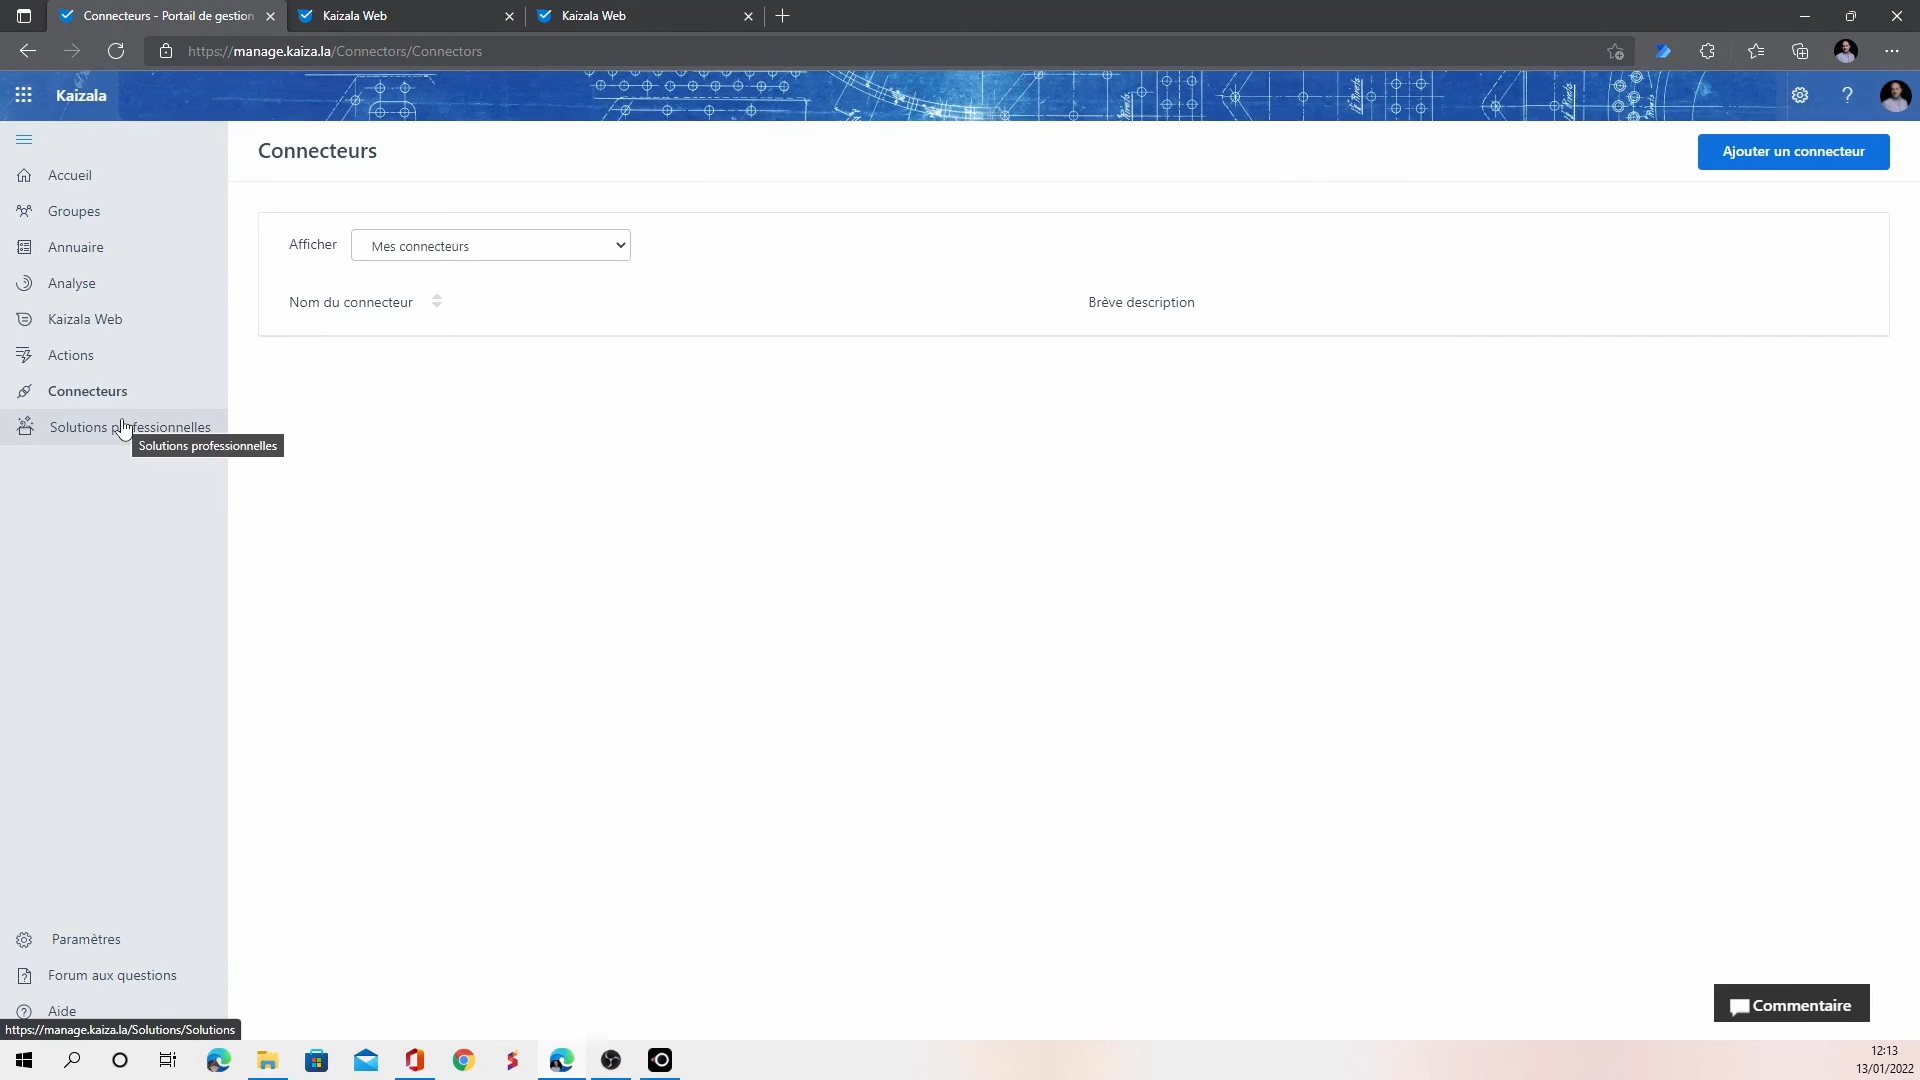 Connecteurs - Portail de gestion
Kaizala Web
Kaizala Web
https://manage.kaiza.la/Connectors/Connectors
Kaizala
Connecteurs
Ajouter un connecteur
Accueil
Groupes
Annuaire
Analyse
Kaizala Web
Actions
Connecteurs
Solutions professionnelles
Solutions professionnelles
Afficher
Mes connecteurs
Nom du connecteur
Brève description
Paramètres
Forum aux questions
Aide
https://manage.kaiza.la/Solutions/Solutions
Commentaire
12:13
13/01/2022